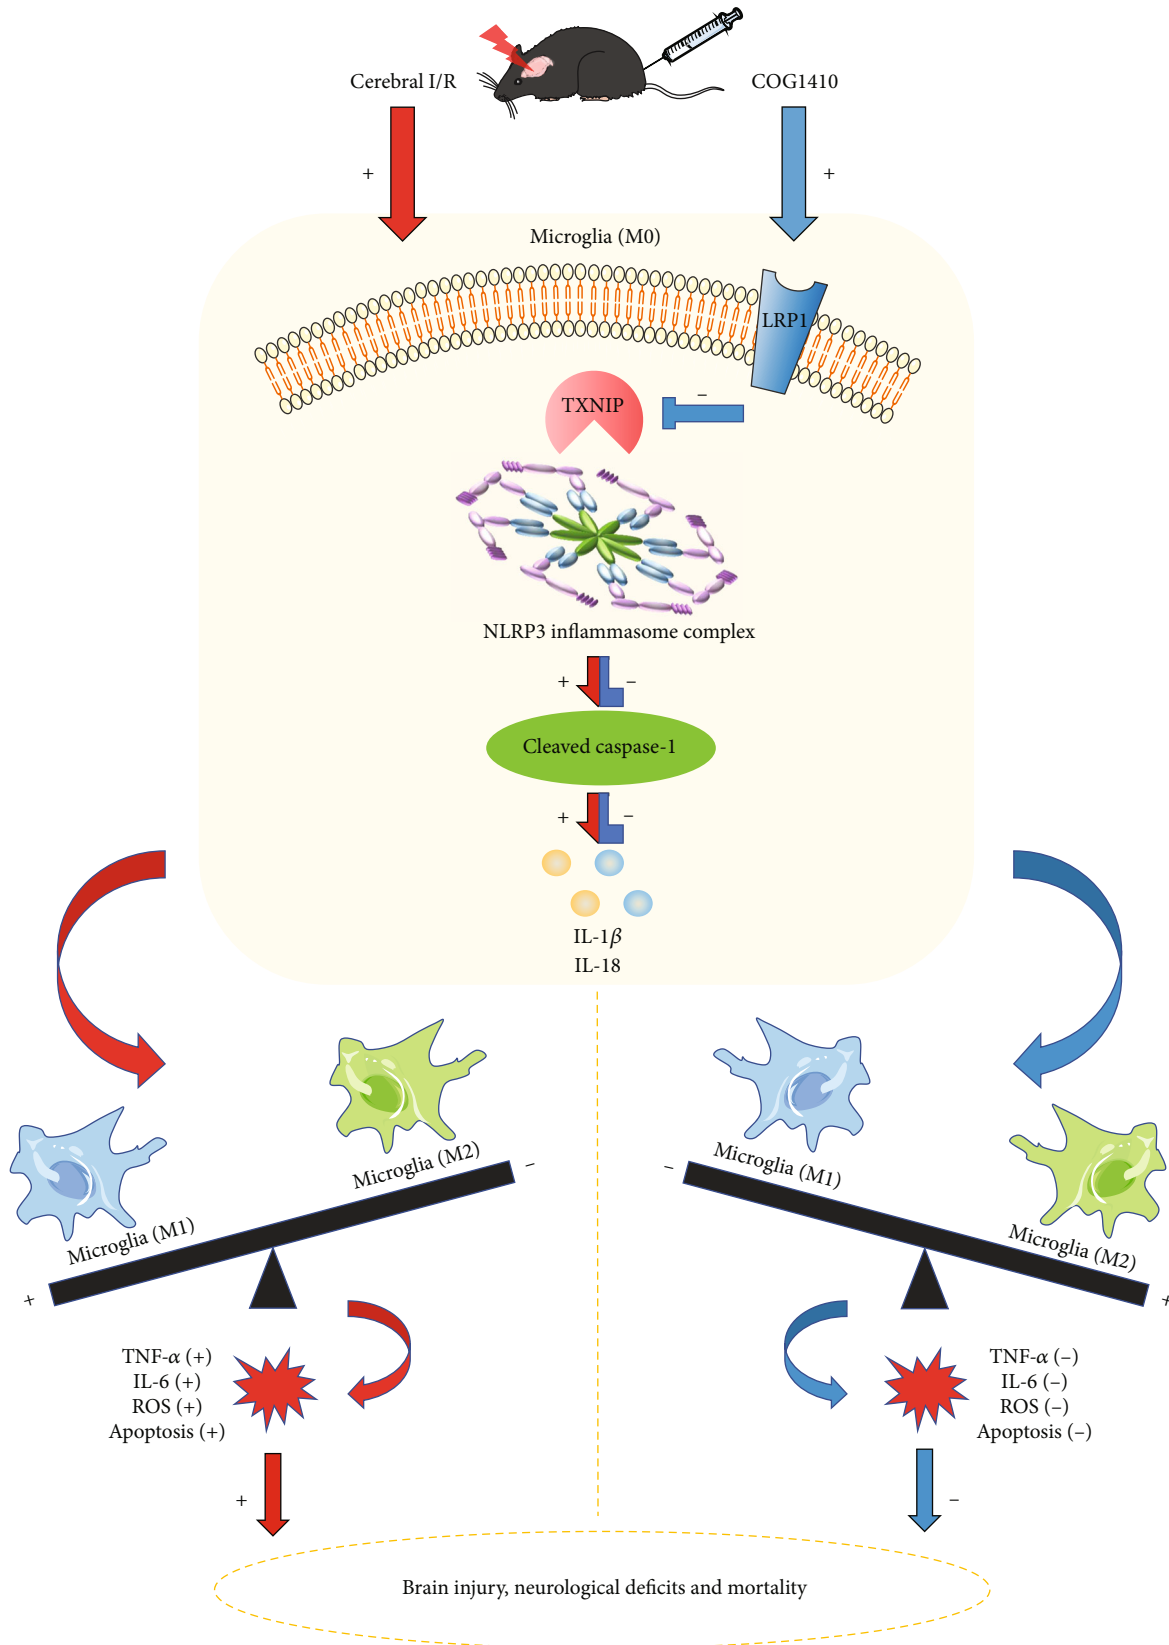 Cerebral I/R
COG1410
+
+
Microglia (M0)
LRP1
TXNIP
–
NLRP3 inflammasome complex
+
–
Cleaved caspase-1
+
–
IL-1β
IL-18
Microglia (M2)
–
Microglia (M1)
+
–
Microglia (M1)
Microglia (M2)
+
TNF-α (+)
IL-6 (+)
ROS (+)
Apoptosis (+)
TNF-α (–)
IL-6 (–)
ROS (–)
Apoptosis (–)
+
–
Brain injury, neurological deficits and mortality